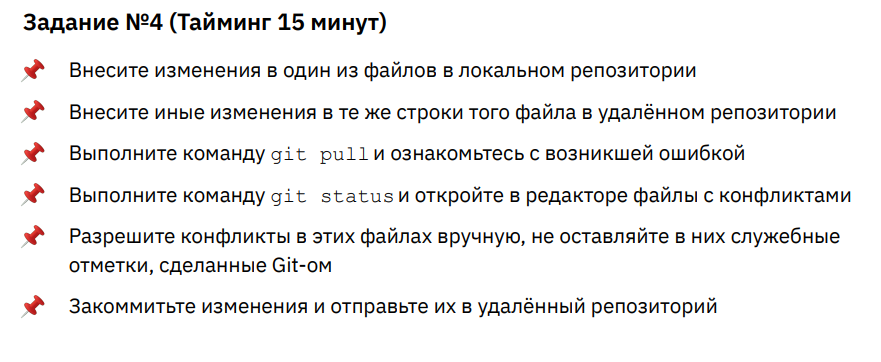 Задание №4 (Тайминг 15 минут)
Внесите изменения в один из файлов в локальном репозитории
Внесите иные изменения в те же строки того файла в удалённом репозитории
Выполните команду git pull и ознакомьтесь с возникшей ошибкой
Выполните команду git status и откройте в редакторе файлы с конфликтами
Разрешите конфликты в этих файлах вручную, не оставляйте в них служебные
отметки, сделанные Git-ом
Закоммитьте изменения и отправьте их в удалённый репозиторий